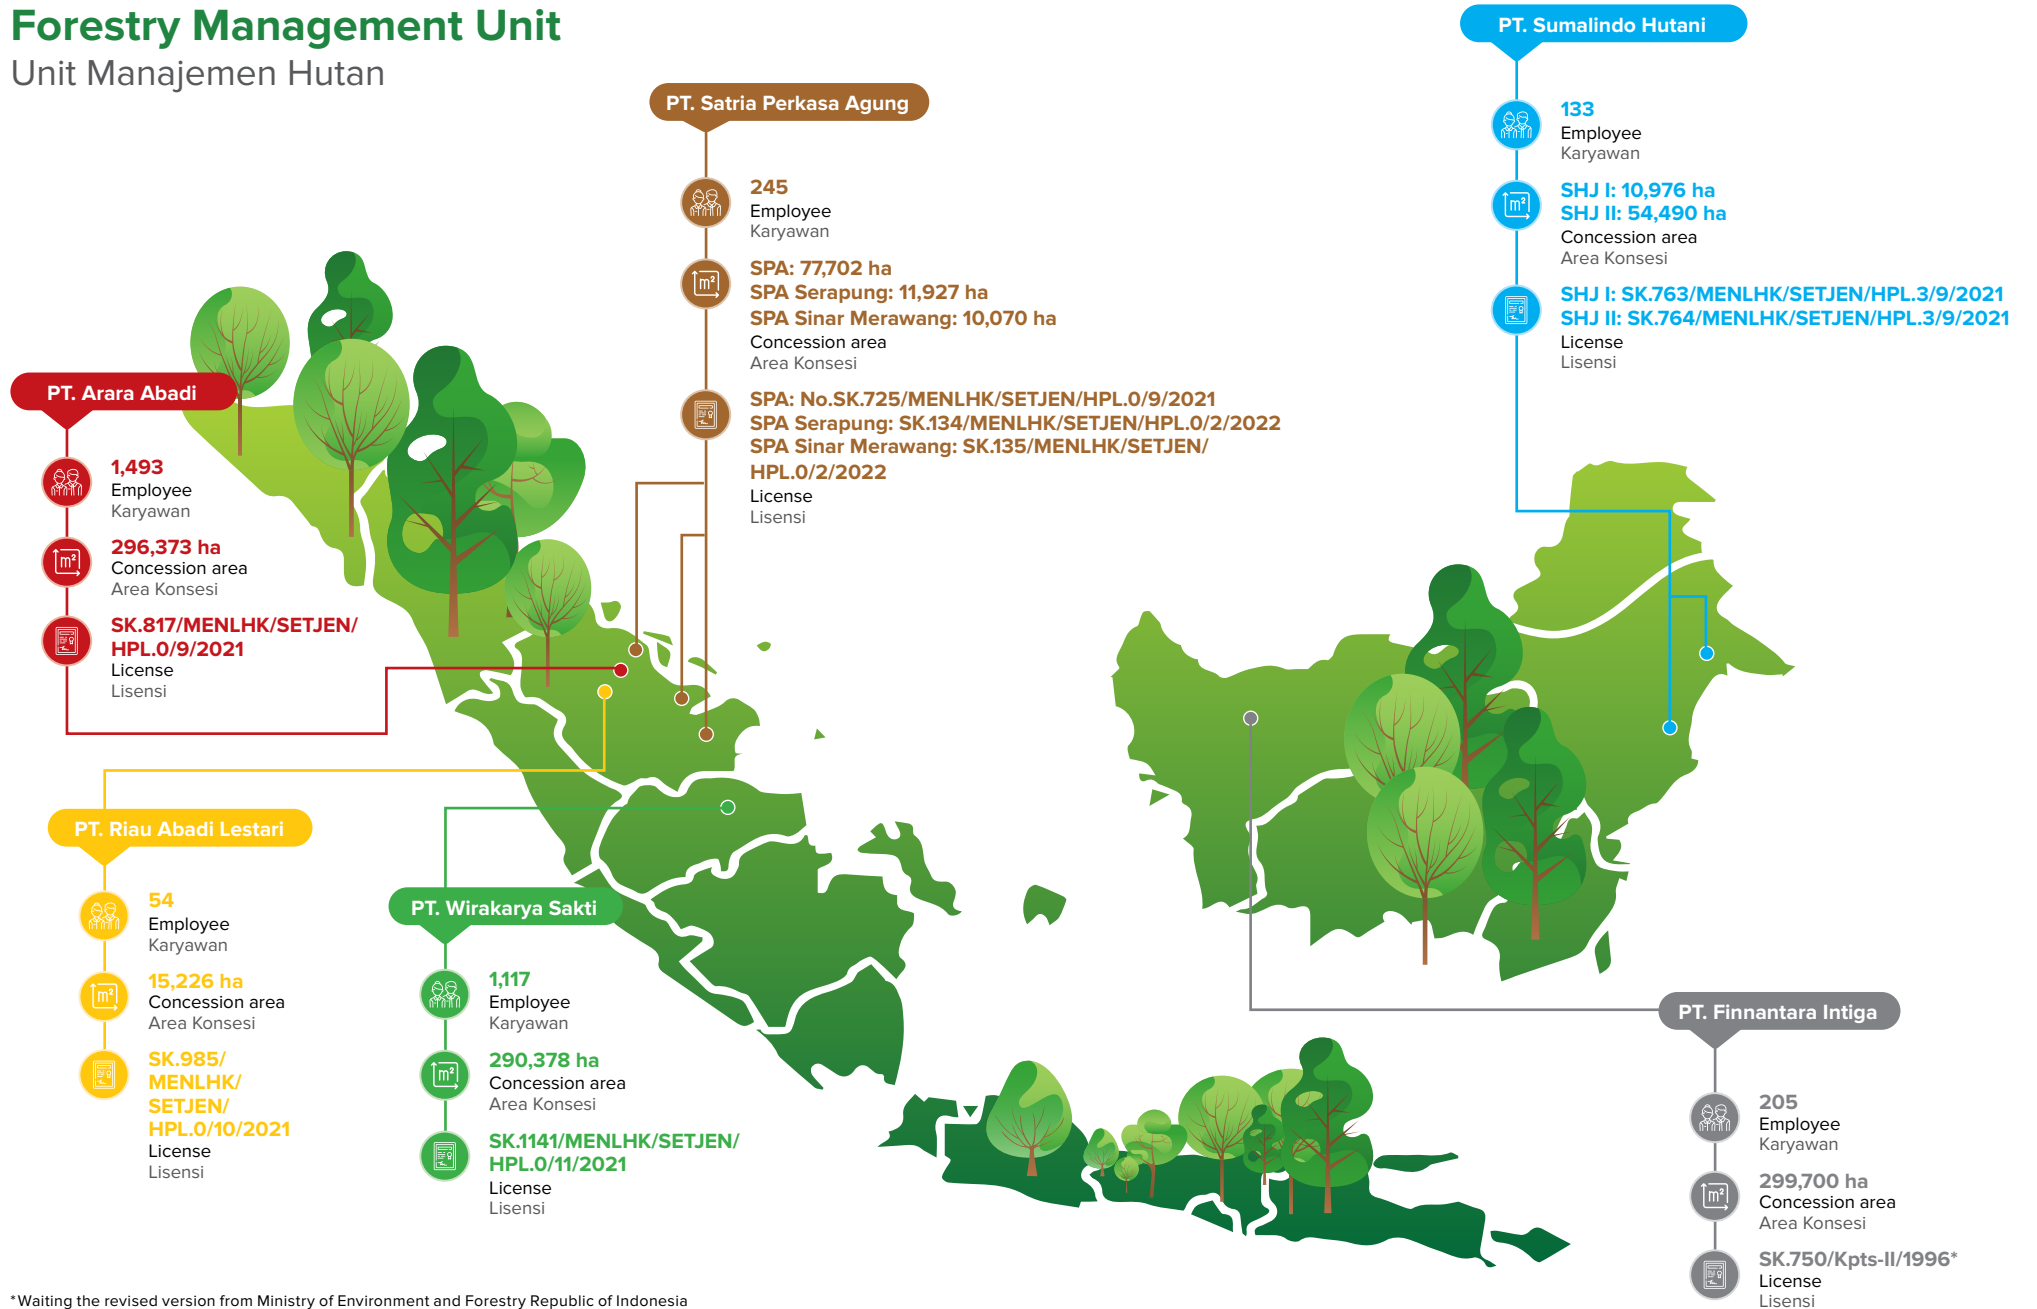 Forestry Management Unit
Unit Manajemen Hutan
PT. Sumalindo Hutani
133
Employee
Karyawan
SHJ I: 10,976 ha
SHJ II: 54,490 ha
Concession area
Area Konsesi
SHJ I: SK.763/MENLHK/SETJEN/HPL.3/9/2021
SHJ II: SK.764/MENLHK/SETJEN/HPL.3/9/2021
License
Lisensi
PT. Satria Perkasa Agung
245
Employee
Karyawan
SPA: 77,702 ha
SPA Serapung: 11,927 ha
SPA Sinar Merawang: 10,070 ha
Concession area
Area Konsesi
SPA: No.SK.725/MENLHK/SETJEN/HPL.0/9/2021
SPA Serapung: SK.134/MENLHK/SETJEN/HPL.0/2/2022
SPA Sinar Merawang: SK.135/MENLHK/SETJEN/
HPL.0/2/2022
License
Lisensi
PT. Arara Abadi
1,493
Employee
Karyawan
m²
296,373 ha
Concession area
Area Konsesi
SK.817/MENLHK/SETJEN/
HPL.0/9/2021
License
Lisensi
PT. Riau Abadi Lestari
54
Employee
Karyawan
m²
15,226 ha
Concession area
Area Konsesi
SK.985/
MENLHK/
SETJEN/
HPL.0/10/2021
License
Lisensi
PT. Wirakarya Sakti
1,117
Employee
Karyawan
m²
290,378 ha
Concession area
Area Konsesi
SK.1141/MENLHK/SETJEN/
HPL.0/11/2021
License
Lisensi
PT. Finnantara Intiga
205
Employee
Karyawan
m²
299,700 ha
Concession area
Area Konsesi
SK.750/Kpts-II/1996*
License
Lisensi
*Waiting the revised version from Ministry of Environment and Forestry Republic of Indonesia